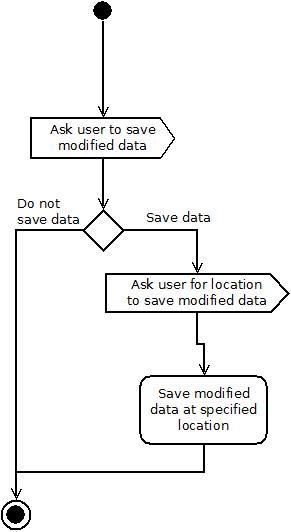 Ask user to save
modified data
Do not
save data
Save data
Ask user for location
to save modified data
Save modified
data at specified
location